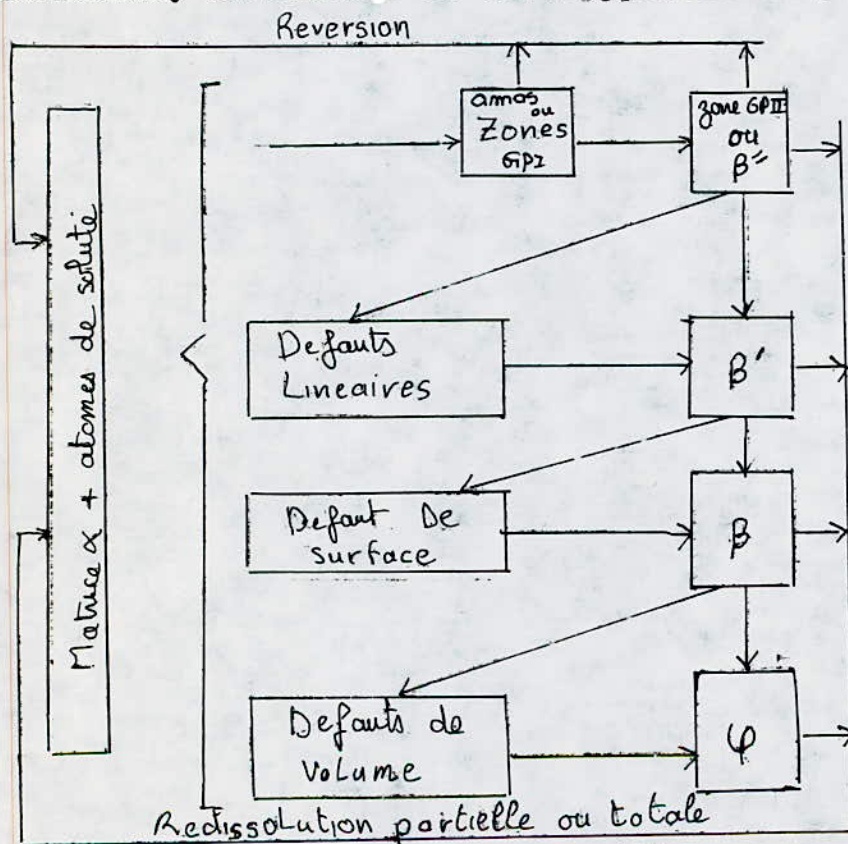 Reversion
amas
ou
Zones
GPI
zone GPII
ou
β"
Matrice α + atomes de soluté
Defauts
Lineaires
β'
Defaut De
surface
β
Defauts de
volume
φ
Redissolution partielle ou totale